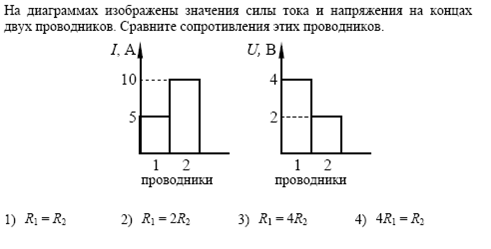 На диаграммах изображены значения силы тока и напряжения на концах
двух проводников. Сравните сопротивления этих проводников.
I, А
10
5
1 2
проводники
U, В
4
2
1 2
проводники
1) R₁ = R₂ 2) R₁ = 2R₂ 3) R₁ = 4R₂ 4) 4R₁ = R₂